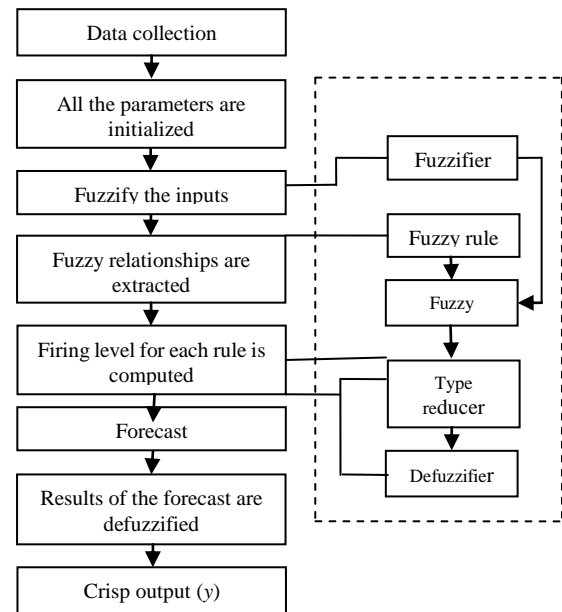 Data collection
All the parameters are
initialized
Fuzzify the inputs
Fuzzy relationships are
extracted
Firing level for each rule is
computed
Forecast
Results of the forecast are
defuzzified
Crisp output (y)
Fuzzifier
Fuzzy rule
Fuzzy
Type
reducer
Defuzzifier